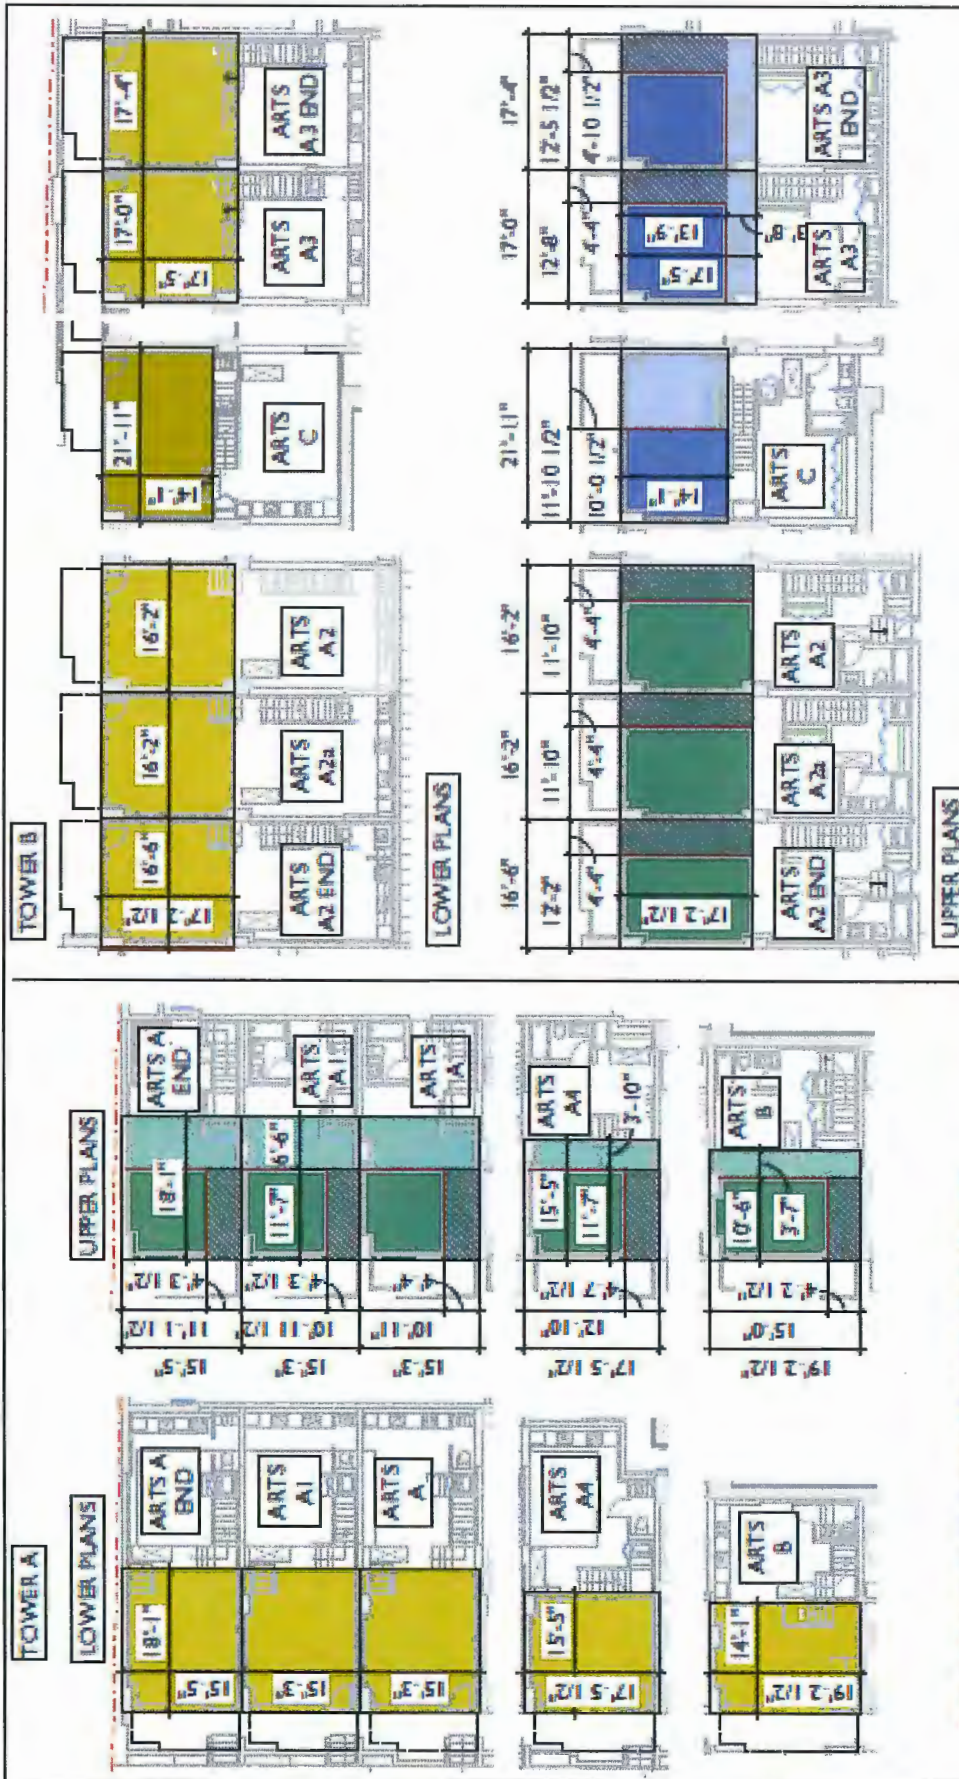 TOWER A
LOWER PLANS
18'-1"
15'-5"
ARTS A
END
15'-3"
ARTS
A1
15'-3"
ARTS
A
15'-5"
17'-5 1/2"
ARTS
A4
14'-1"
19'-2 1/2"
ARTS
B
UPPER PLANS
15'-5"
11'-1 1/2"
4'-3 1/2"
18'-1"
ARTS A
END
15'-3"
10'-11 1/2"
4'-3 1/2"
11'-7"
6'-6"
ARTS
A1
15'-3"
10'-11"
4'-4"
ARTS
A
17'-5 1/2"
12'-10"
4'-7 1/2"
15'-5"
11'-7"
3'-10"
ARTS
A4
19'-2 1/2"
15'-0"
4'-2 1/2"
10'-6"
3'-7"
ARTS
B
TOWER B
16'-6"
16'-2"
16'-2"
17'-2 1/2"
ARTS
A2 END
ARTS
A2a
ARTS
A2
21'-11"
14'-1"
ARTS
C
17'-0"
17'-4"
17'-5"
ARTS
A3
ARTS
A3 END
LOWER PLANS
16'-6"
16'-2"
16'-2"
12'-2"
11'-10"
11'-10"
4'-4"
4'-4"
4'-4"
17'-2 1/2"
ARTS
A2 END
ARTS
A2a
ARTS
A2
21'-11"
11'-10 1/2"
10'-0 1/2"
14'-1"
ARTS
C
17'-0"
17'-4"
12'-8"
12'-5 1/2"
4'-4"
4'-10 1/2"
17'-5"
13'-9"
3'-8"
ARTS
A3
ARTS A3
END
UPPER PLANS